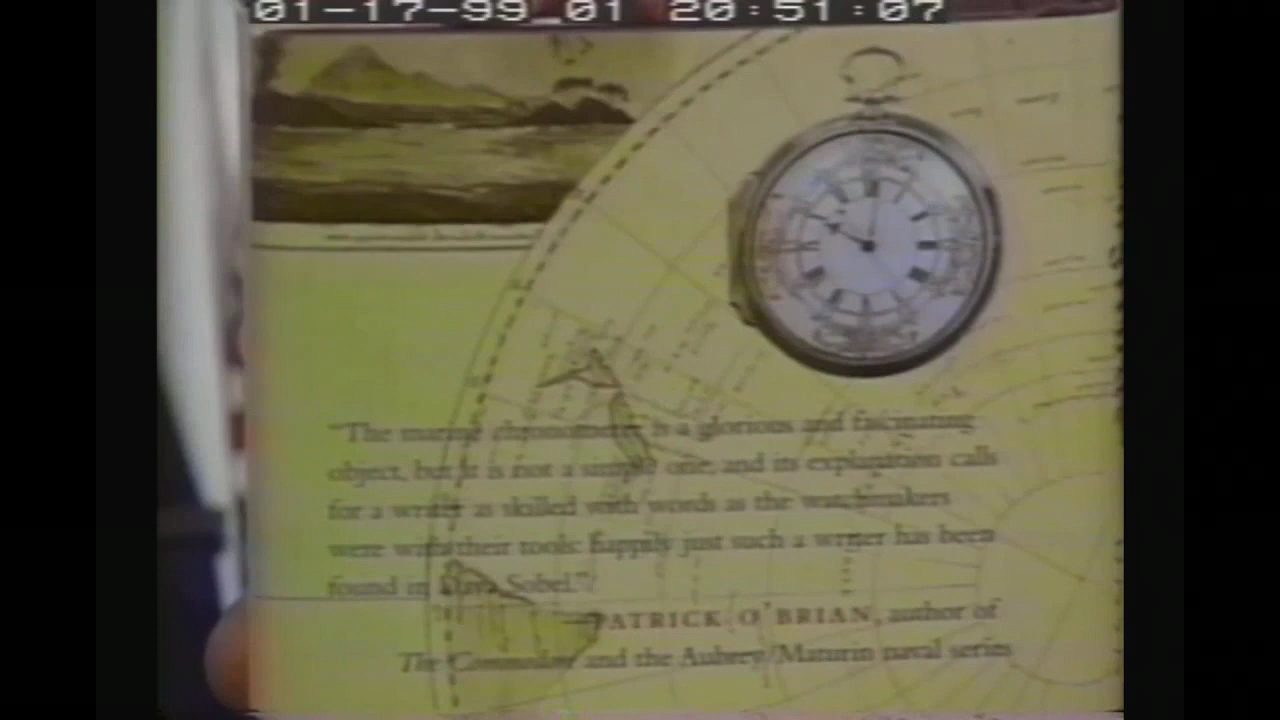 01-17-99_01 20:51:07
"The marine chronometer is a glorious and fascinating
object, but it is not a simple one, and its explanation calls
for a writer as skilled with words as the watchmakers
were with their tools: happily just such a writer has been
found in Dava Sobel."
—PATRICK O'BRIAN, author of
The Commodore and the Aubrey/Maturin naval series